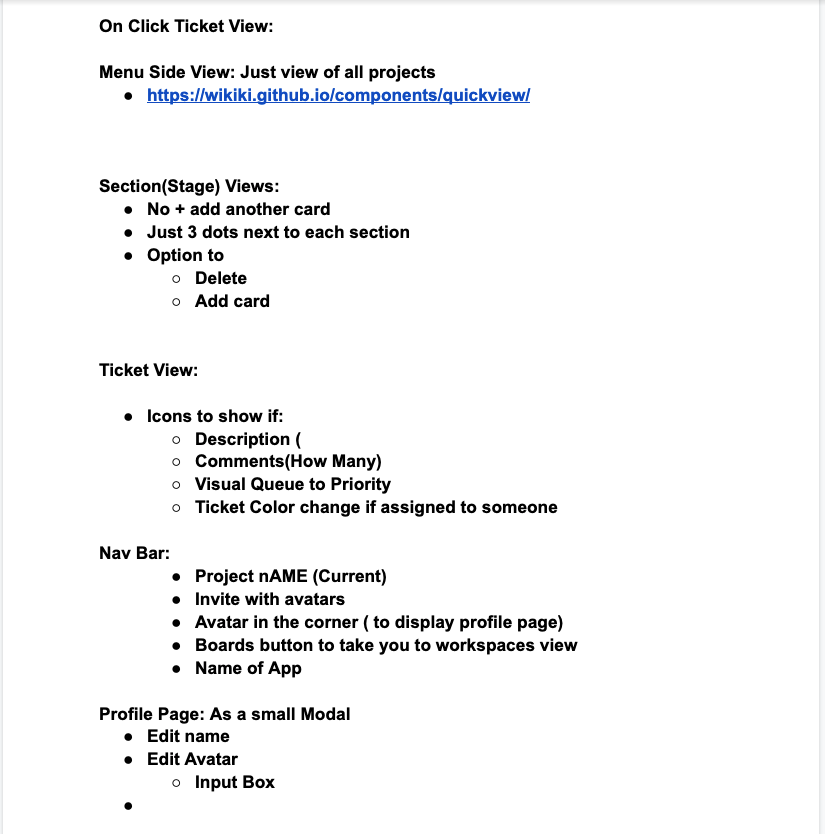 On Click Ticket View:
Menu Side View: Just view of all projects
● https://wikiki.github.io/components/quickview/
Section(Stage) Views:
● No + add another card
● Just 3 dots next to each section
● Option to
○ Delete
○ Add card
Ticket View:
● Icons to show if:
○ Description (
○ Comments(How Many)
○ Visual Queue to Priority
○ Ticket Color change if assigned to someone
Nav Bar:
● Project nAME (Current)
● Invite with avatars
● Avatar in the corner ( to display profile page)
● Boards button to take you to workspaces view
● Name of App
Profile Page: As a small Modal
● Edit name
● Edit Avatar
○ Input Box
●